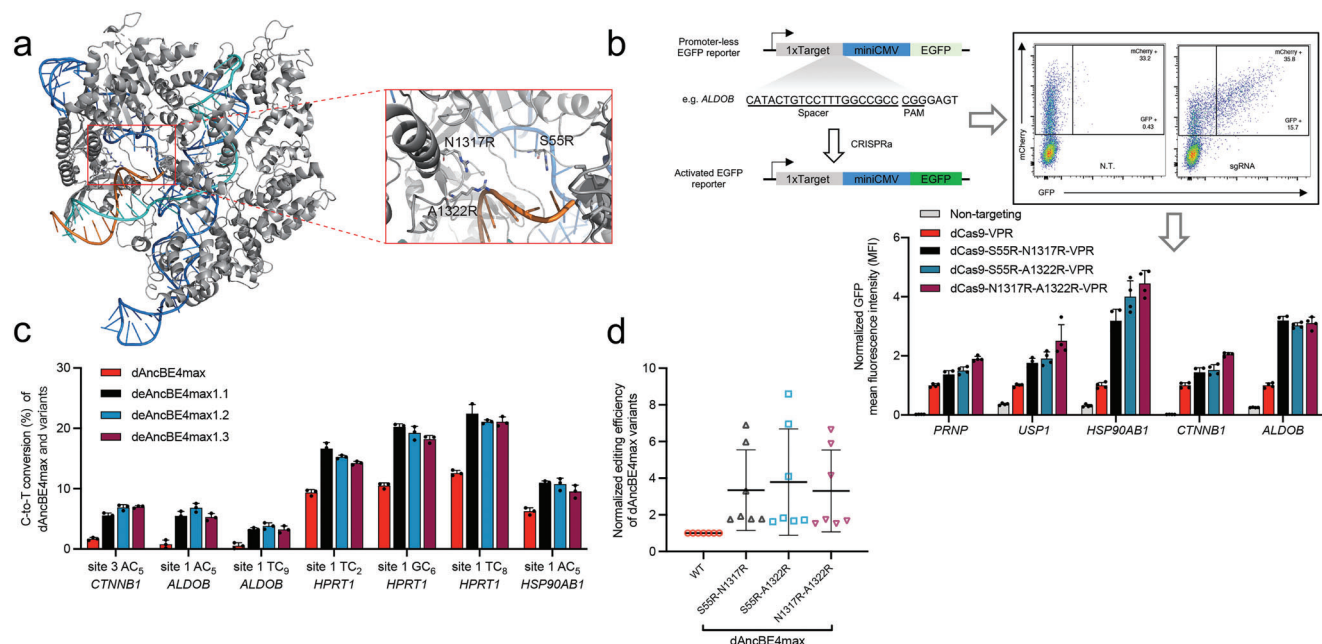 a
N1317R
S55R
A1322R
b
Promoter-less
EGFP reporter
1xTarget
miniCMV
EGFP
e.g. ALDOB
CATACTGTCCTTTGGCCGCC CGGGAGT
Spacer
PAM
CRISPRa
Activated EGFP
reporter
1xTarget
miniCMV
EGFP
mCherry
GFP
mCherry +
33.2
GFP +
0.43
N.T.
mCherry +
35.8
GFP +
15.7
sgRNA
Non-targeting
dCas9-VPR
dCas9-S55R-N1317R-VPR
dCas9-S55R-A1322R-VPR
dCas9-N1317R-A1322R-VPR
Normalized GFP
mean fluorescence intensity (MFI)
6
4
2
0
PRNP
USP1
HSP90AB1
CTNNB1
ALDOB
c
C-to-T conversion (%) of
dAncBE4max and variants
30
20
10
0
dAncBE4max
deAncBE4max1.1
deAncBE4max1.2
deAncBE4max1.3
site 3 AC5
CTNNB1
site 1 AC5
ALDOB
site 1 TC9
ALDOB
site 1 TC2
HPRT1
site 1 GC6
HPRT1
site 1 TC8
HPRT1
site 1 AC5
HSP90AB1
d
Normalized editing efficiency
of dAncBE4max variants
10
8
6
4
2
0
WT
S55R-N1317R
S55R-A1322R
N1317R-A1322R
dAncBE4max